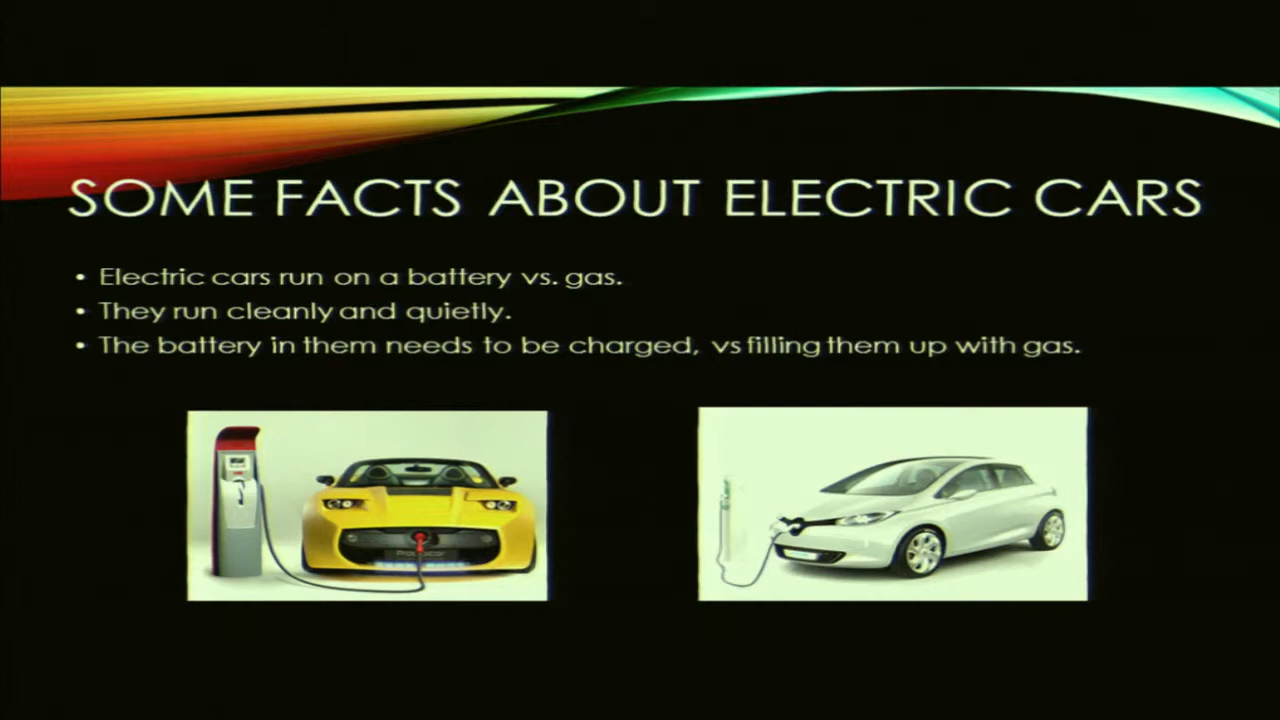 SOME FACTS ABOUT ELECTRIC CARS
• Electric cars run on a battery vs. gas.
• They run cleanly and quietly.
• The battery in them needs to be charged, vs filling them up with gas.